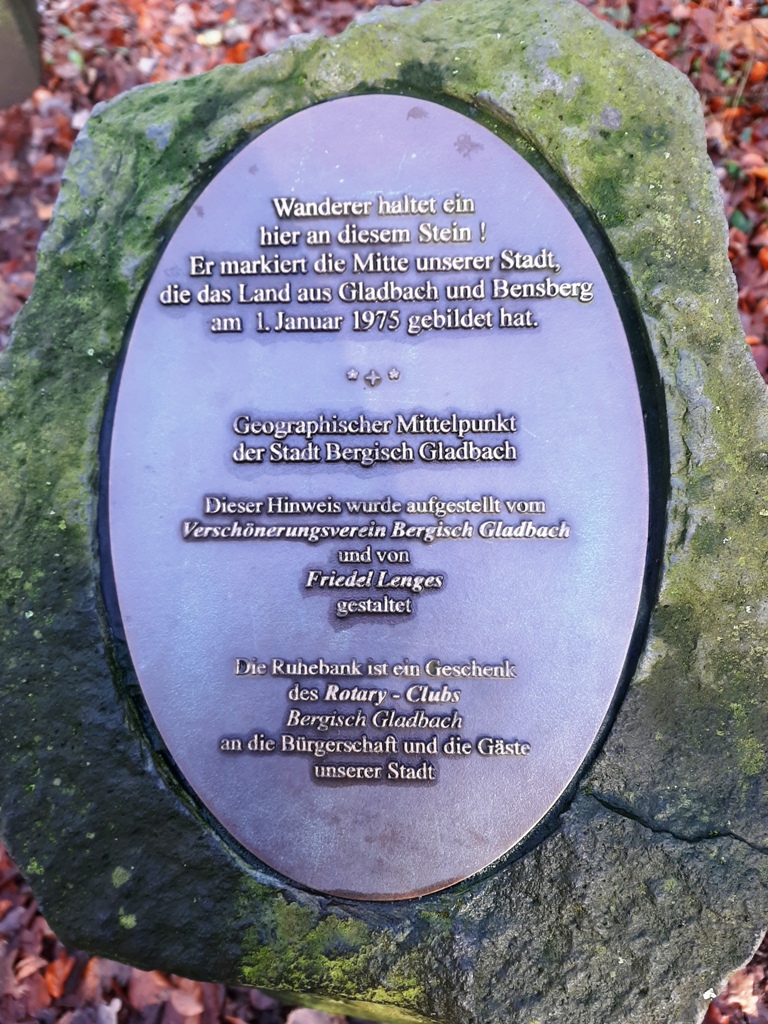 Wanderer haltet ein
hier an diesem Stein !
Er markiert die Mitte unserer Stadt,
die das Land aus Gladbach und Bensberg
am 1. Januar 1975 gebildet hat.
* + *
Geographischer Mittelpunkt
der Stadt Bergisch Gladbach
Dieser Hinweis wurde aufgestellt vom
Verschönerungsverein Bergisch Gladbach
und von
Friedel Lenges
gestaltet
Die Ruhebank ist ein Geschenk
des Rotary - Clubs
Bergisch Gladbach
an die Bürgerschaft und die Gäste
unserer Stadt